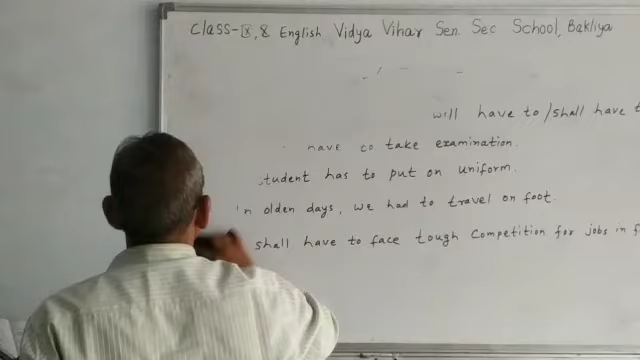 Class-IX, 8 English Vidya Vihar Sen. Sec School, Bakliya
will have to/shall have t
have to take examination.
student has to put on uniform.
in olden days, we had to travel on foot.
shall have to face tough Competition for jobs in f